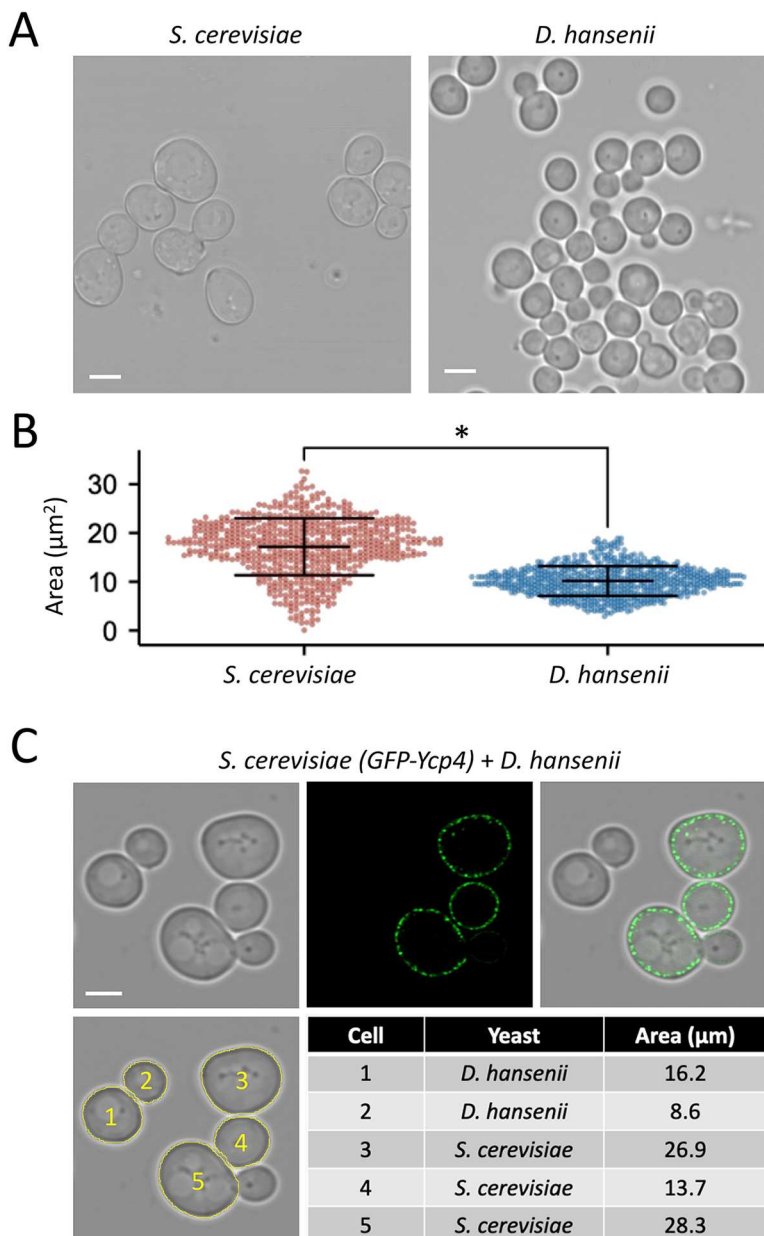 A
S. cerevisiae
D. hansenii
B
*
Area (µm²)
30
20
10
0
S. cerevisiae
D. hansenii
C
S. cerevisiae (GFP-Ycp4) + D. hansenii
1
2
3
4
5
Cell Yeast Area (µm)
1 D. hansenii 16.2
2 D. hansenii 8.6
3 S. cerevisiae 26.9
4 S. cerevisiae 13.7
5 S. cerevisiae 28.3